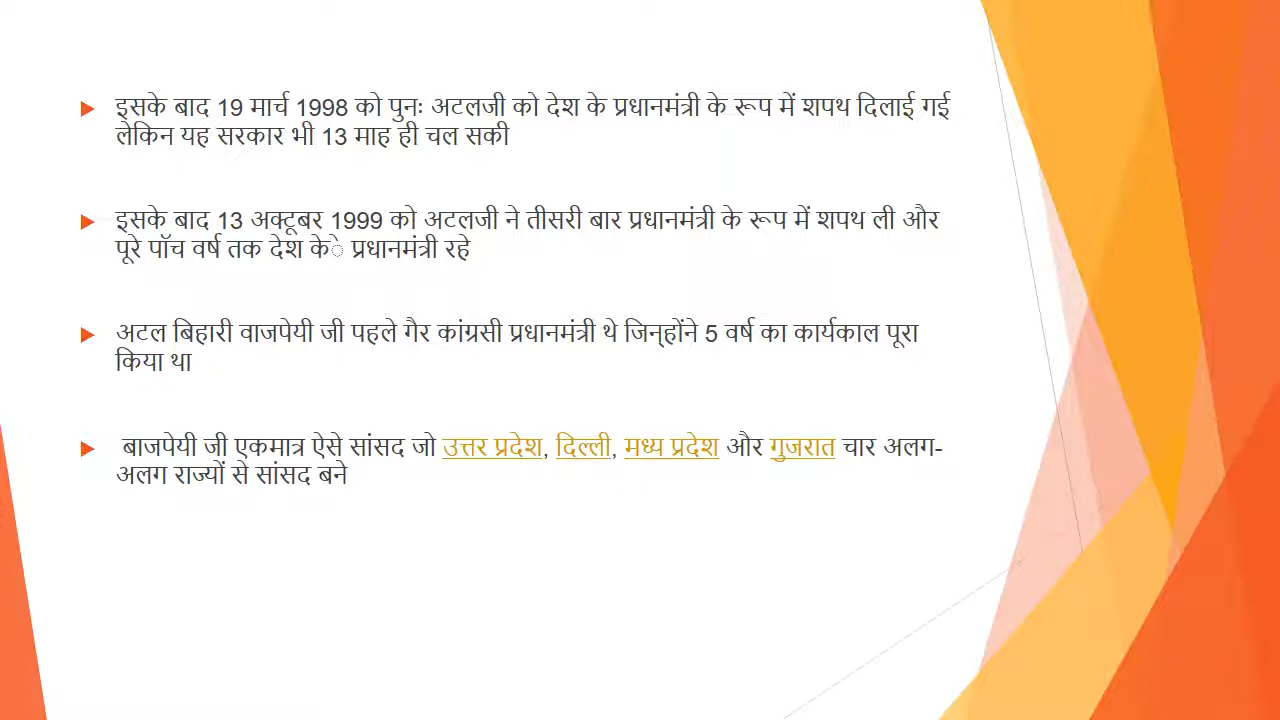 इसके बाद 19 मार्च 1998 को पुनः अटलजी को देश के प्रधानमंत्री के रूप में शपथ दिलाई गई
लेकिन यह सरकार भी 13 माह ही चल सकी
इसके बाद 13 अक्टूबर 1999 को अटलजी ने तीसरी बार प्रधानमंत्री के रूप में शपथ ली और
पूरे पॉच वर्ष तक देश केे प्रधानमंत्री रहे
अटल बिहारी वाजपेयी जी पहले गैर कांग्रसी प्रधानमंत्री थे जिन्होंने 5 वर्ष का कार्यकाल पूरा
किया था
बाजपेयी जी एकमात्र ऐसे सांसद जो उत्तर प्रदेश, दिल्ली, मध्य प्रदेश और गुजरात चार अलग-
अलग राज्यों से सांसद बने